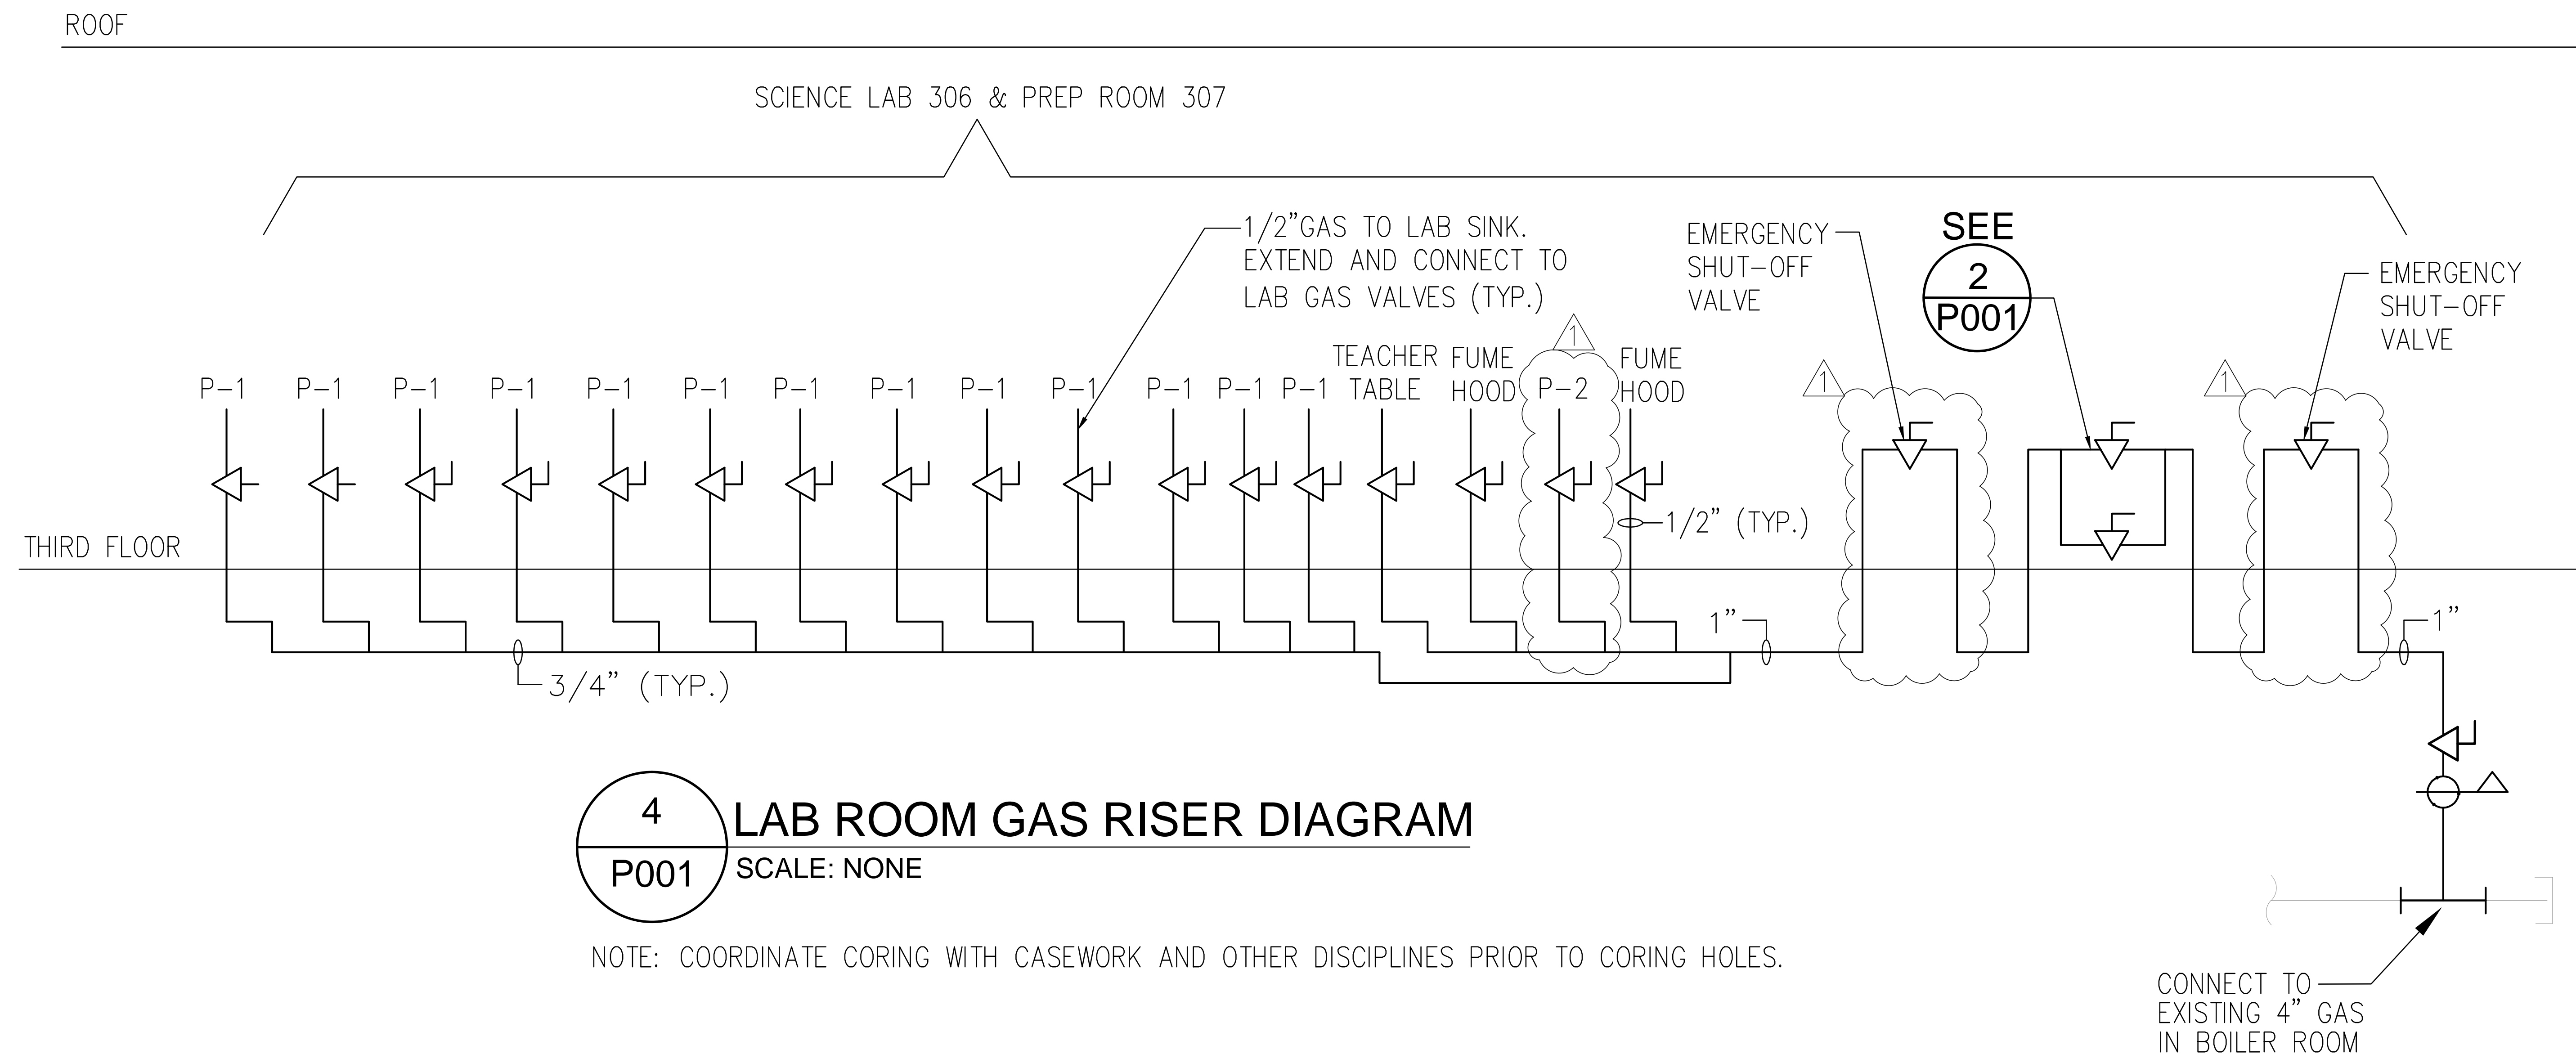 ROOF
SCIENCE LAB 306 & PREP ROOM 307
1/2”GAS TO LAB SINK.
EXTEND AND CONNECT TO
LAB GAS VALVES (TYP.)
EMERGENCY
SHUT-OFF
VALVE
SEE
2
P001
EMERGENCY
SHUT-OFF
VALVE
1
1
1
P-1 P-1 P-1 P-1 P-1 P-1 P-1 P-1 P-1 P-1 P-1 P-1 P-1
TEACHER
TABLE
FUME
HOOD
P-2
FUME
HOOD
1/2” (TYP.)
THIRD FLOOR
3/4” (TYP.)
1”
1”
4
P001
LAB ROOM GAS RISER DIAGRAM
SCALE: NONE
NOTE: COORDINATE CORING WITH CASEWORK AND OTHER DISCIPLINES PRIOR TO CORING HOLES.
CONNECT TO
EXISTING 4” GAS
IN BOILER ROOM